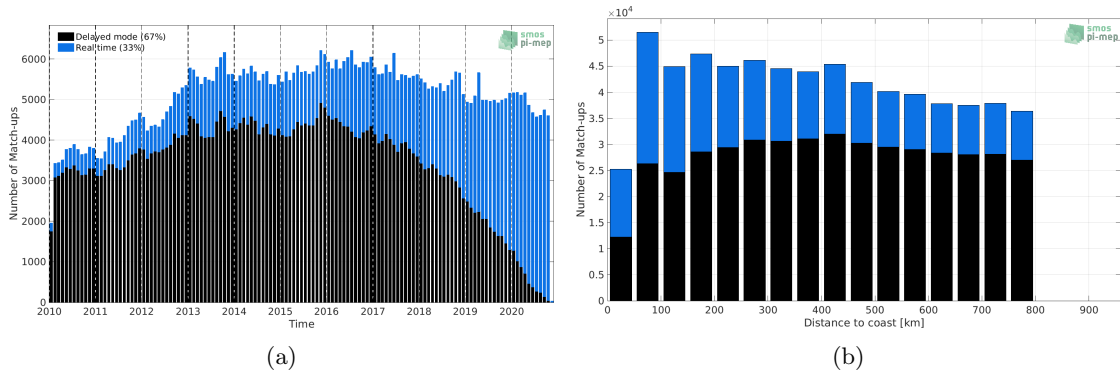 Delayed mode (67%)
Real time (33%)
smos
pi-mep
6000
5000
4000
3000
2000
1000
0
Number of Match-ups
2010 2011 2012 2013 2014 2015 2016 2017 2018 2019 2020
Time
(a)
×10⁴
smos
pi-mep
5
4.5
4
3.5
3
2.5
2
1.5
1
0.5
0
Number of Match-ups
100 200 300 400 500 600 700 800 900
Distance to coast [km]
(b)